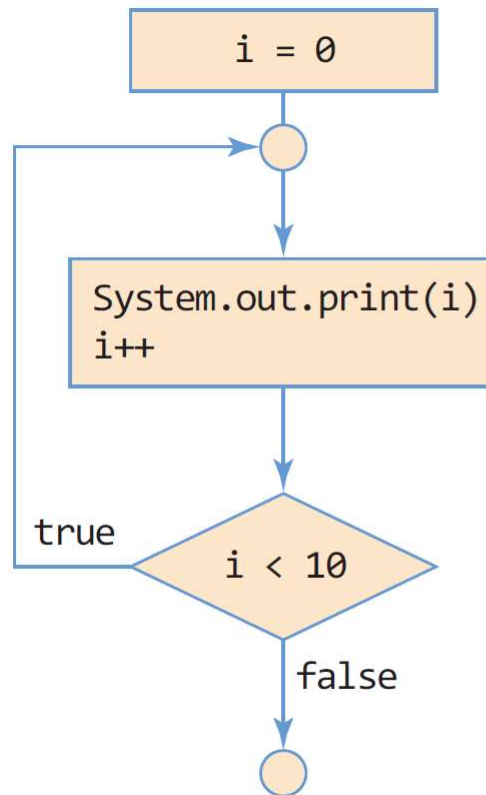 i = 0
System.out.print(i)
i++
true
i < 10
false